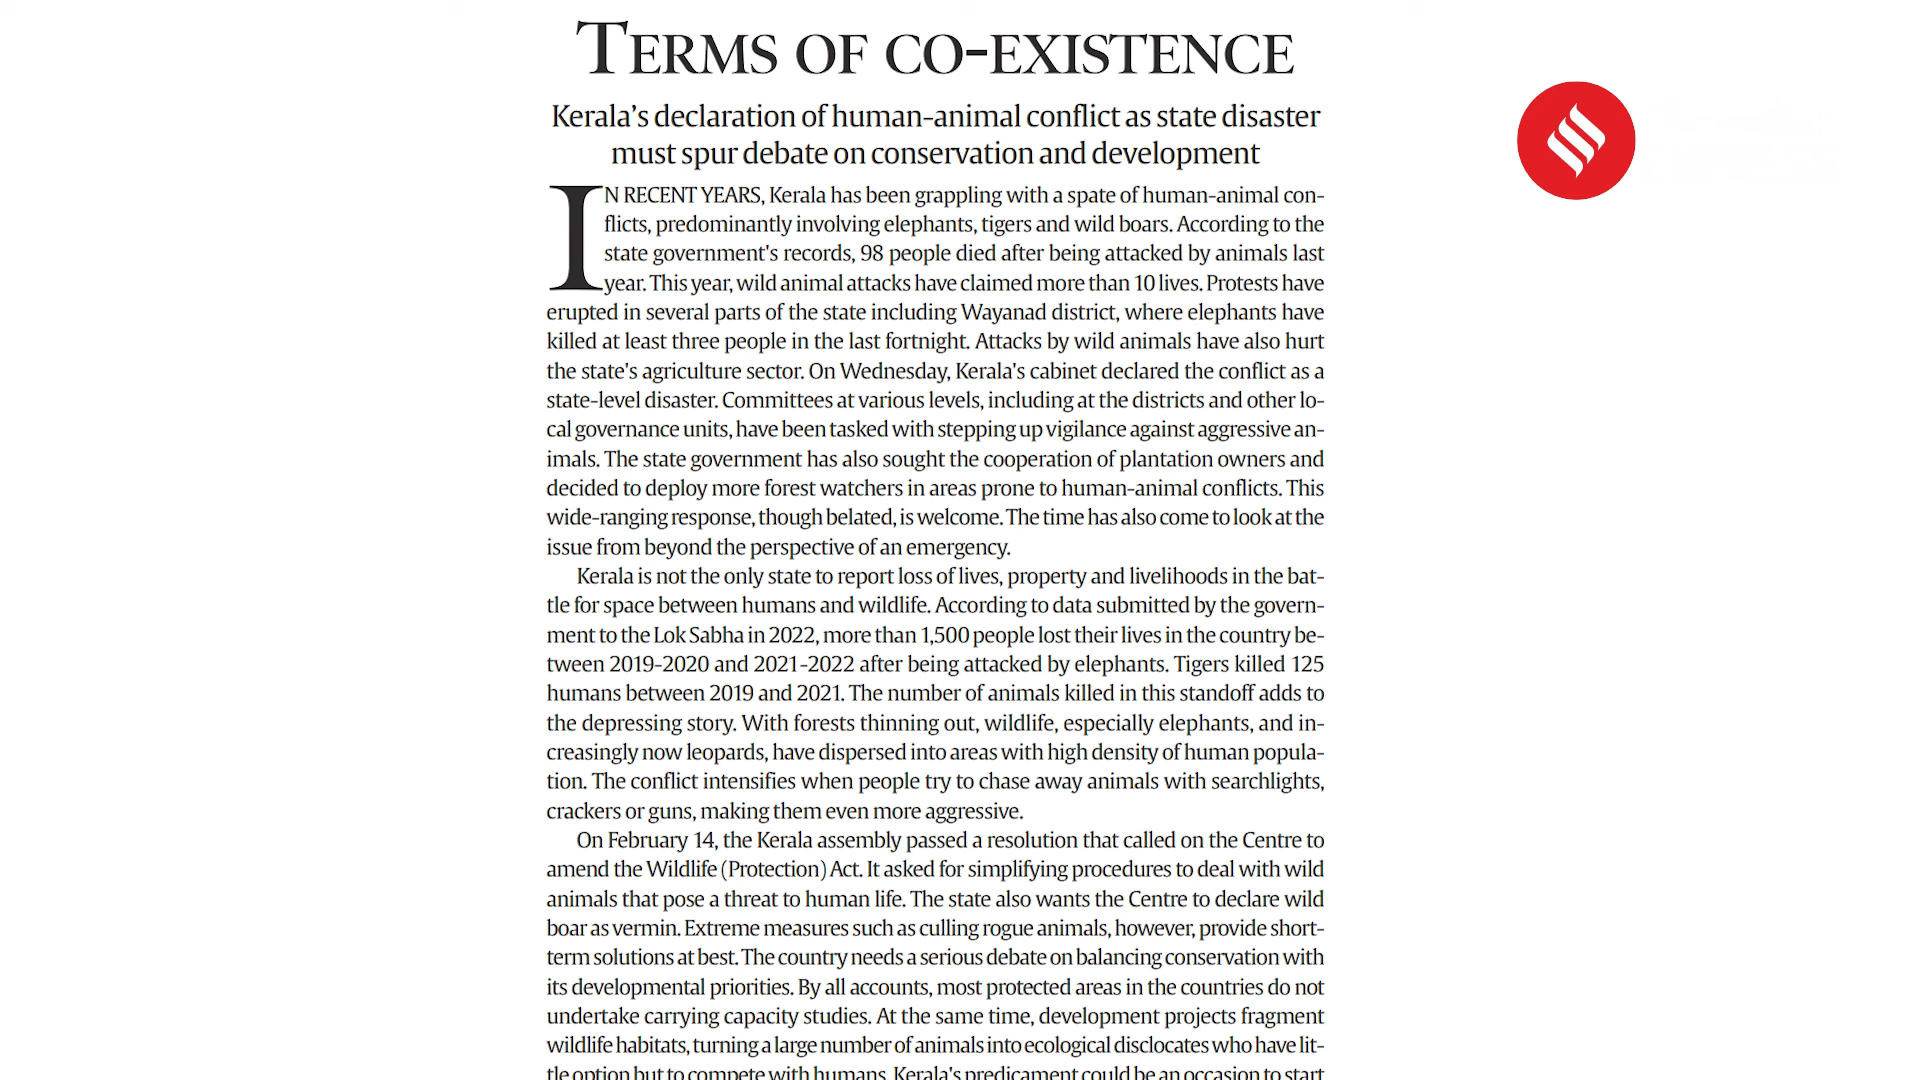 TERMS OF CO-EXISTENCE
Kerala's declaration of human-animal conflict as state disaster
must spur debate on conservation and development
IN RECENT YEARS, Kerala has been grappling with a spate of human-animal con-
flicts, predominantly involving elephants, tigers and wild boars. According to the
state government's records, 98 people died after being attacked by animals last
year. This year, wild animal attacks have claimed more than 10 lives. Protests have
erupted in several parts of the state including Wayanad district, where elephants have
killed at least three people in the last fortnight. Attacks by wild animals have also hurt
the state's agriculture sector. On Wednesday, Kerala's cabinet declared the conflict as a
state-level disaster. Committees at various levels, including at the districts and other lo-
cal governance units, have been tasked with stepping up vigilance against aggressive an-
imals. The state government has also sought the cooperation of plantation owners and
decided to deploy more forest watchers in areas prone to human-animal conflicts. This
wide-ranging response, though belated, is welcome. The time has also come to look at the
issue from beyond the perspective of an emergency.
Kerala is not the only state to report loss of lives, property and livelihoods in the bat-
tle for space between humans and wildlife. According to data submitted by the govern-
ment to the Lok Sabha in 2022, more than 1,500 people lost their lives in the country be-
tween 2019-2020 and 2021-2022 after being attacked by elephants. Tigers killed 125
humans between 2019 and 2021. The number of animals killed in this standoff adds to
the depressing story. With forests thinning out, wildlife, especially elephants, and in-
creasingly now leopards, have dispersed into areas with high density of human popula-
tion. The conflict intensifies when people try to chase away animals with searchlights,
crackers or guns, making them even more aggressive.
On February 14, the Kerala assembly passed a resolution that called on the Centre to
amend the Wildlife (Protection) Act. It asked for simplifying procedures to deal with wild
animals that pose a threat to human life. The state also wants the Centre to declare wild
boar as vermin. Extreme measures such as culling rogue animals, however, provide short-
term solutions at best. The country needs a serious debate on balancing conservation with
its developmental priorities. By all accounts, most protected areas in the countries do not
undertake carrying capacity studies. At the same time, development projects fragment
wildlife habitats, turning a large number of animals into ecological disclocates who have lit-
tle option but to compete with humans. Kerala's predicament could be an occasion to start